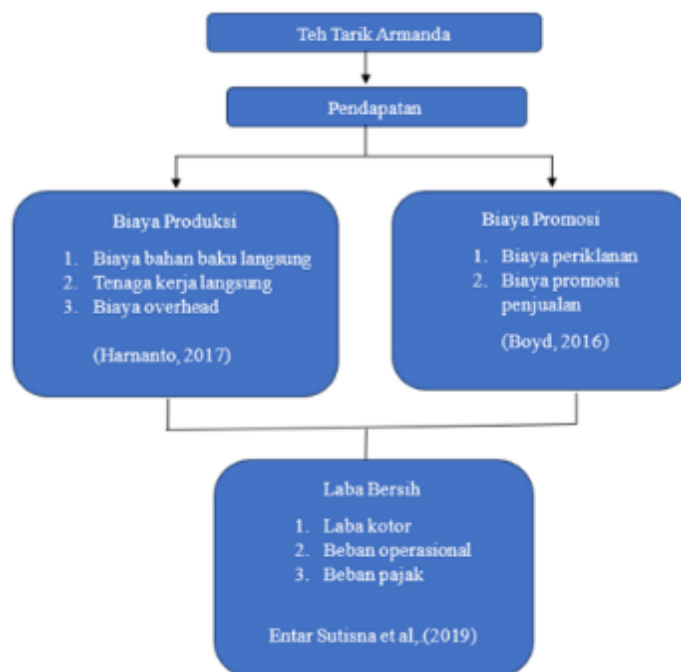 Teh Tarik Armanda
Pendapatan
Biaya Produksi
1. Biaya bahan baku langsung
2. Tenaga kerja langsung
3. Biaya overhead
(Harnanto, 2017)
Biaya Promosi
1. Biaya periklanan
2. Biaya promosi
penjualan
(Boyd, 2016)
Laba Bersih
1. Laba kotor
2. Beban operasional
3. Beban pajak
Entar Sutisna et al,.(2019)